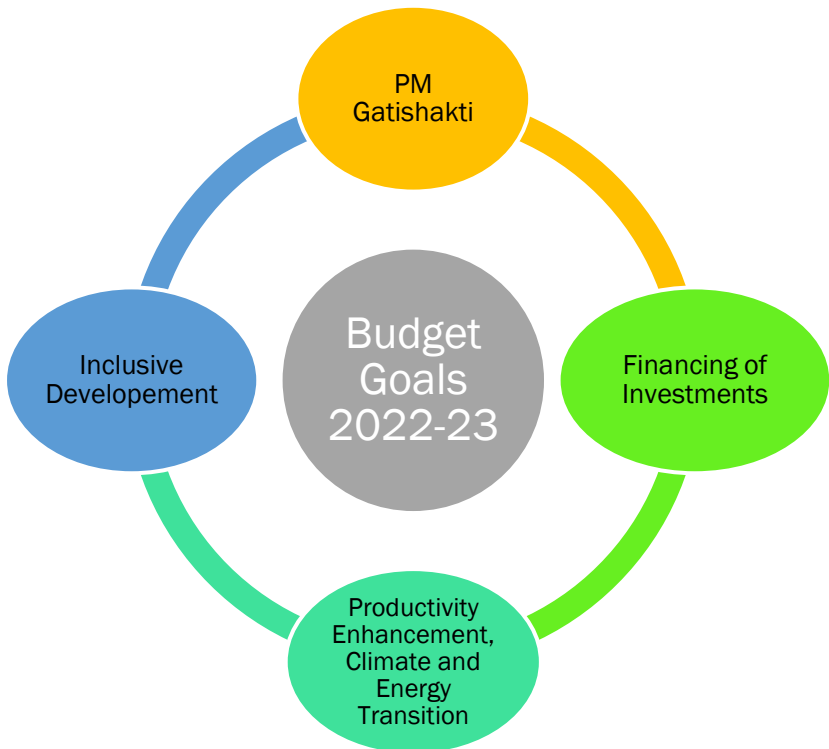 PM
Gatishakti
Inclusive
Developement
Budget
Goals
2022-23
Financing of
Investments
Productivity
Enhancement,
Climate and
Energy
Transition